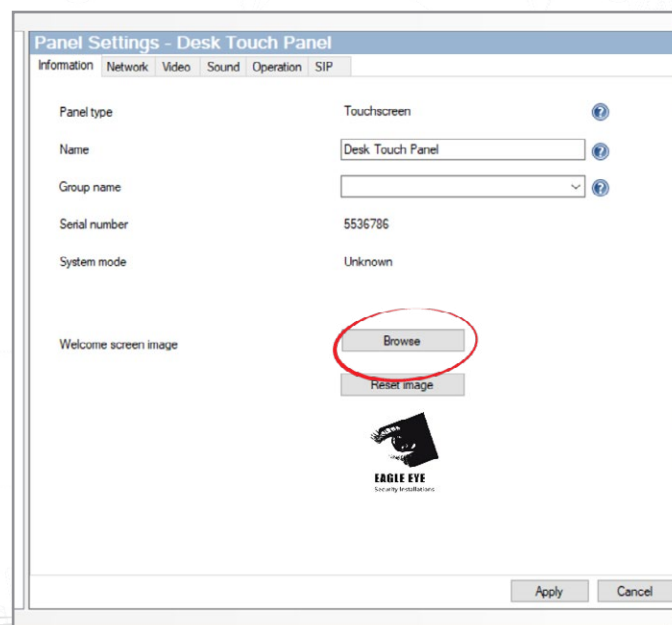 Panel Settings - Desk Touch Panel
Information Network Video Sound Operation SIP
Panel type Touchscreen
Name Desk Touch Panel
Group name
Serial number 5536786
System mode Unknown
Welcome screen image Browse
Reset image
EAGLE EYE
Security Installations
Apply Cancel